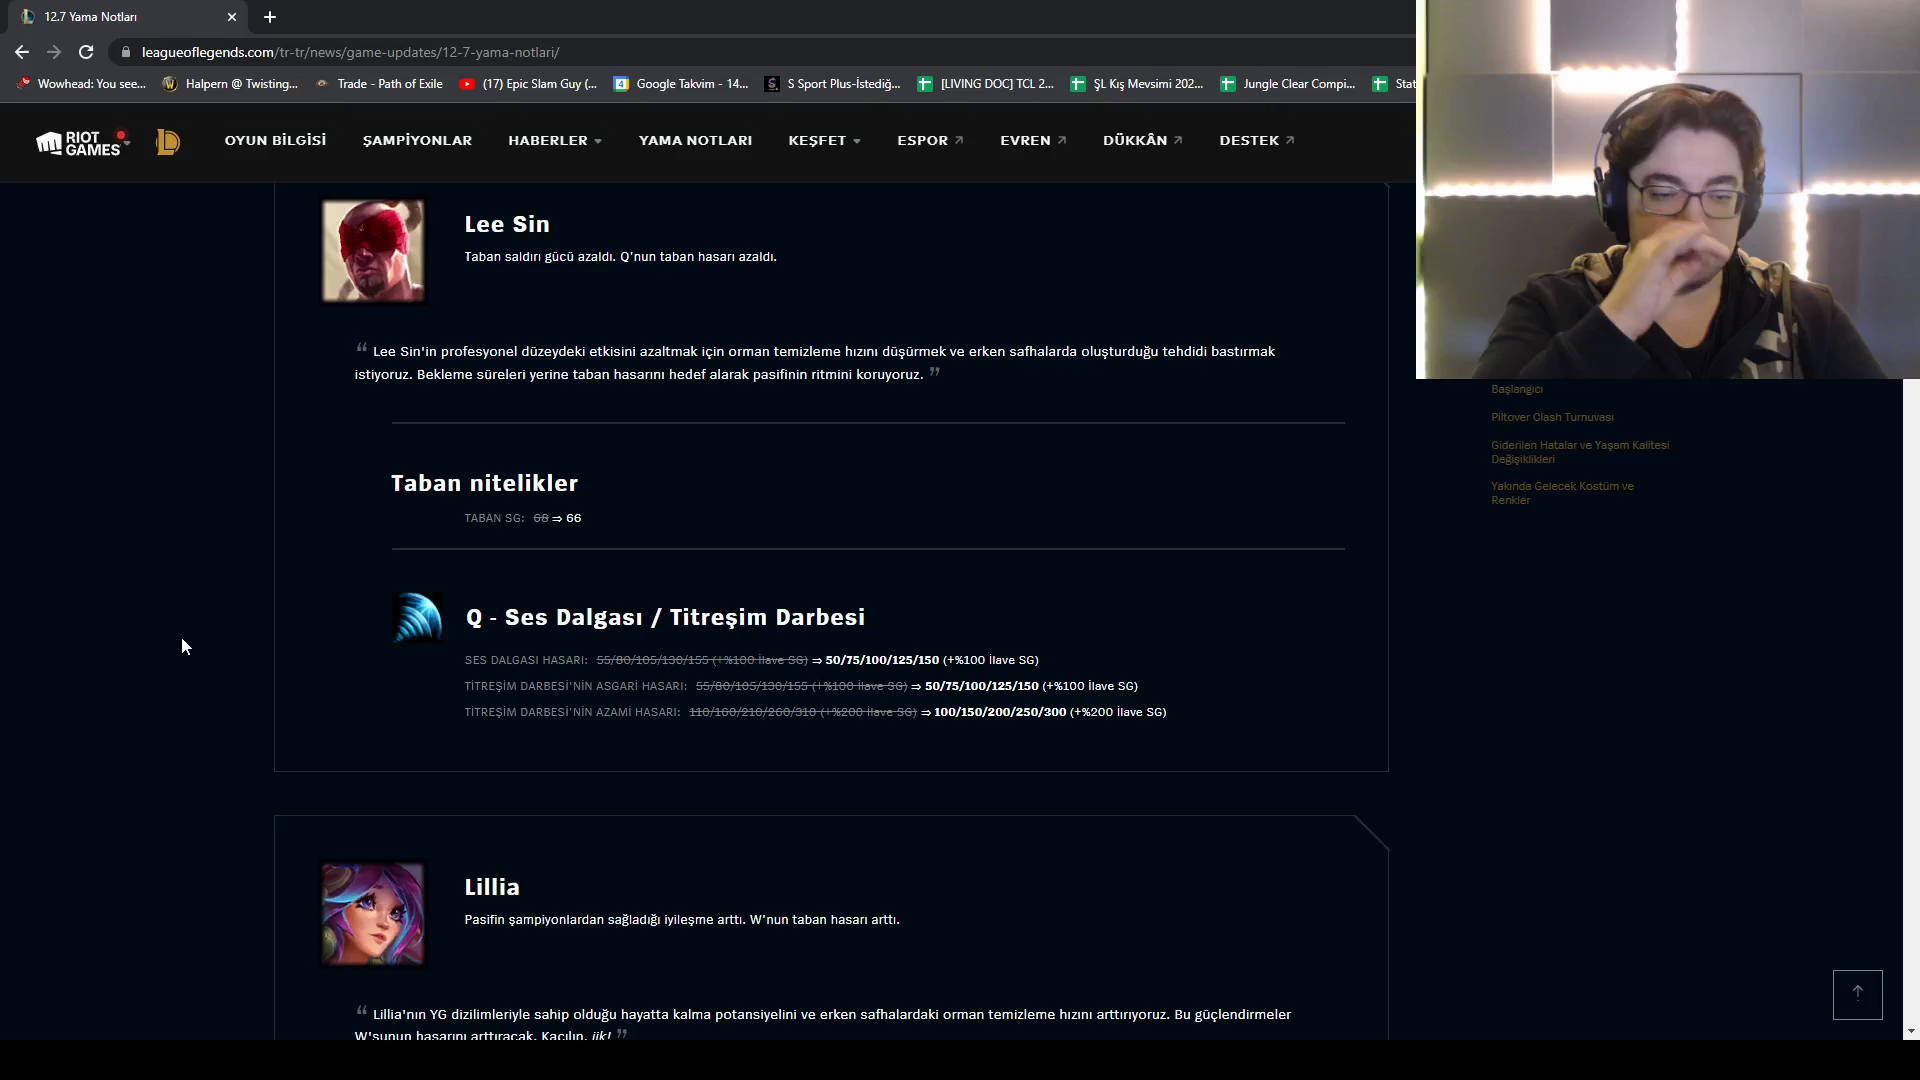 12.7 Yama Notları
leagueoflegends.com/tr-tr/news/game-updates/12-7-yama-notlari/
Wowhead: You see... Halpern @ Twisting... Trade - Path of Exile (17) Epic Slam Guy (... Google Takvim - 14... S Sport Plus-İstediğ... [LIVING DOC] TCL 2... ŞL Kış Mevsimi 202... Jungle Clear Compi... Stat
RIOT GAMES OYUN BİLGİSİ ŞAMPİYONLAR HABERLER YAMA NOTLARI KEŞFET ESPOR EVREN DÜKKÂN DESTEK
Lee Sin
Taban saldırı gücü azaldı. Q'nun taban hasarı azaldı.
“ Lee Sin'in profesyonel düzeydeki etkisini azaltmak için orman temizleme hızını düşürmek ve erken safhalarda oluşturduğu tehdidi bastırmak
istiyoruz. Bekleme süreleri yerine taban hasarını hedef alarak pasifinin ritmini koruyoruz. ”
Taban nitelikler
TABAN SG: 68 ⇒ 66
Q - Ses Dalgası / Titreşim Darbesi
SES DALGASI HASARI: 55/80/105/130/155 (+%100 İlave SG) ⇒ 50/75/100/125/150 (+%100 İlave SG)
TİTREŞİM DARBESİ'NİN ASGARİ HASARI: 55/80/105/130/155 (+%100 İlave SG) ⇒ 50/75/100/125/150 (+%100 İlave SG)
TİTREŞİM DARBESİ'NİN AZAMİ HASARI: 110/160/210/260/310 (+%200 İlave SG) ⇒ 100/150/200/250/300 (+%200 İlave SG)
Lillia
Pasifin şampiyonlardan sağladığı iyileşme arttı. W'nun taban hasarı arttı.
“ Lillia'nın YG dizilimleriyle sahip olduğu hayatta kalma potansiyelini ve erken safhalardaki orman temizleme hızını arttırıyoruz. Bu güçlendirmeler
W'sunun hasarını arttıracak. Kaçılın, iik! ”
Başlangıcı
Piltover Clash Turnuvası
Giderilen Hatalar ve Yaşam Kalitesi
Değişiklikleri
Yakında Gelecek Kostüm ve
Renkler